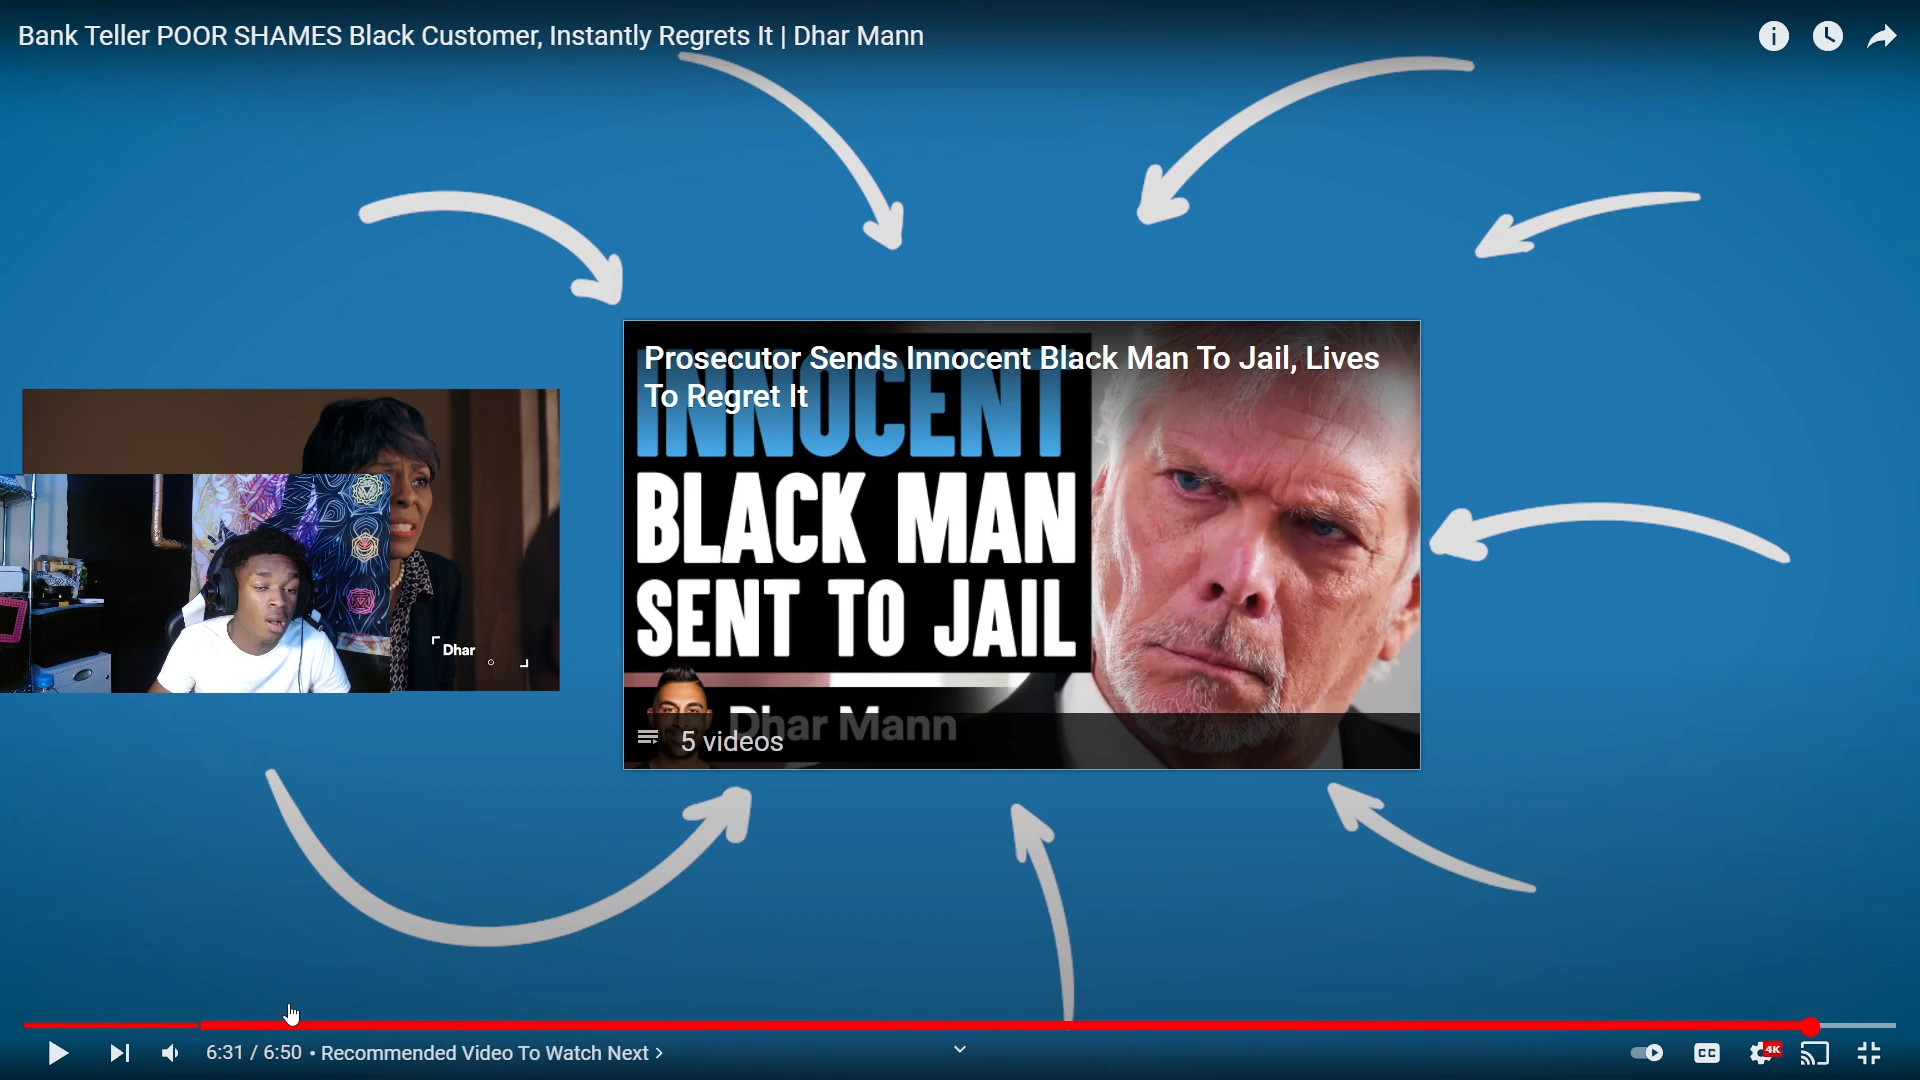 Bank Teller POOR SHAMES Black Customer, Instantly Regrets It | Dhar Mann
Prosecutor Sends Innocent Black Man To Jail, Lives
To Regret It
INNOCENT
BLACK MAN
SENT TO JAIL
Dhar Mann
5 videos
Dhar
6:31 / 6:50 • Recommended Video To Watch Next >
CC
4K